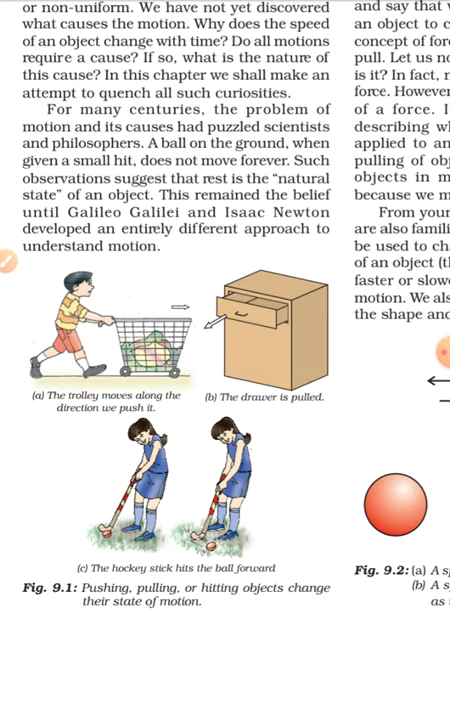 or non-uniform. We have not yet discovered
what causes the motion. Why does the speed
of an object change with time? Do all motions
require a cause? If so, what is the nature of
this cause? In this chapter we shall make an
attempt to quench all such curiosities.
For many centuries, the problem of
motion and its causes had puzzled scientists
and philosophers. A ball on the ground, when
given a small hit, does not move forever. Such
observations suggest that rest is the “natural
state” of an object. This remained the belief
until Galileo Galilei and Isaac Newton
developed an entirely different approach to
understand motion.
(a) The trolley moves along the
direction we push it.
(b) The drawer is pulled.
(c) The hockey stick hits the ball forward
Fig. 9.1: Pushing, pulling, or hitting objects change
their state of motion.
and say that
an object to
concept of
pull. Let us
is it? In fact,
force. However
of a force.
describing
applied to an
pulling of
objects in
because we
From your
are also
be used to
of an object
faster or
motion. We
the shape and
Fig. 9.2: (a) A
(b) A
as